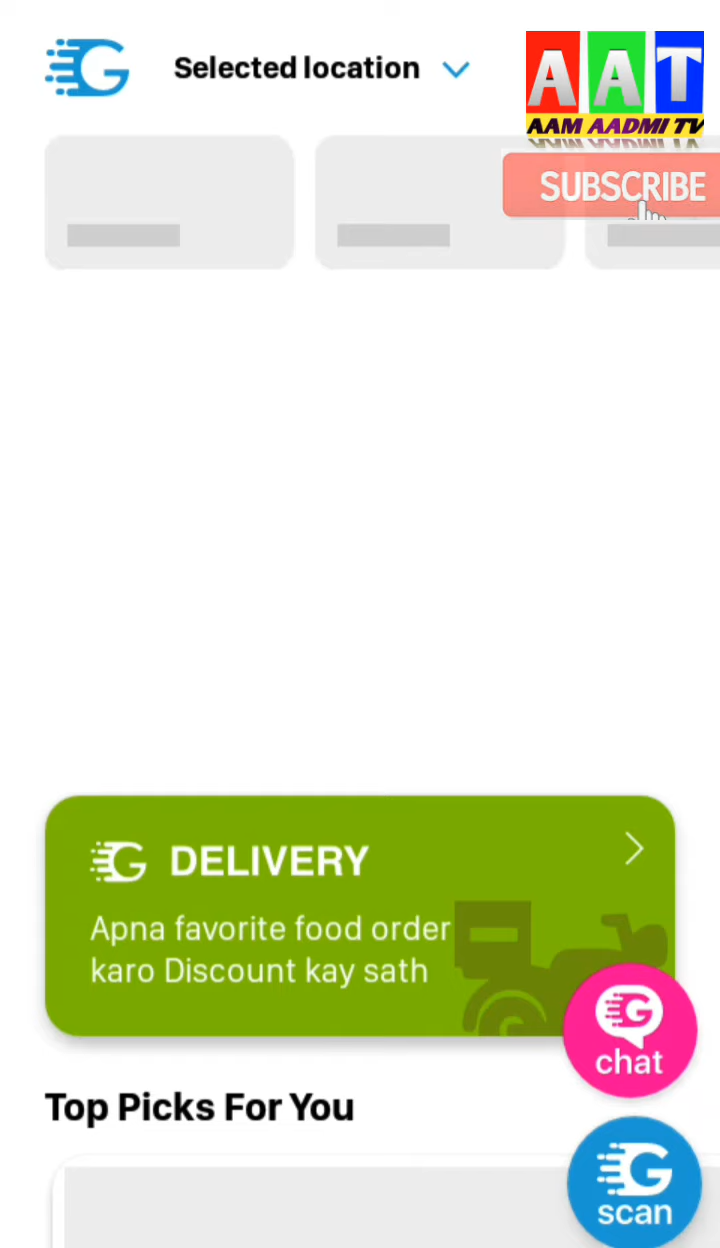 G
Selected location
AAT
AAM AADMI TV
SUBSCRIBE
G DELIVERY
Apna favorite food order
karo Discount kay sath
G
chat
Top Picks For You
G
scan